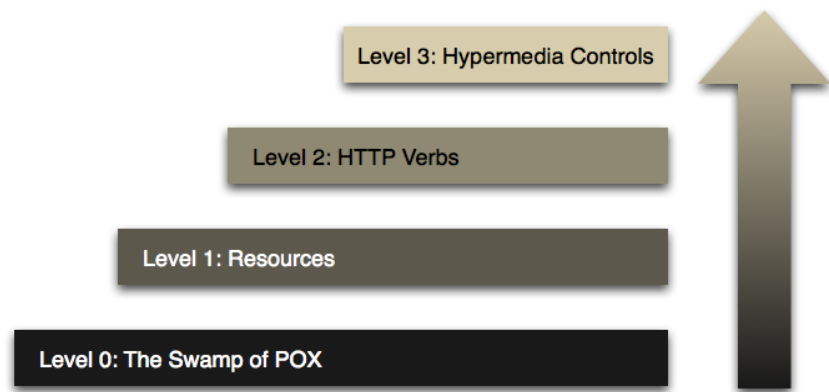 Level 3: Hypermedia Controls
Level 2: HTTP Verbs
Level 1: Resources
Level 0: The Swamp of POX